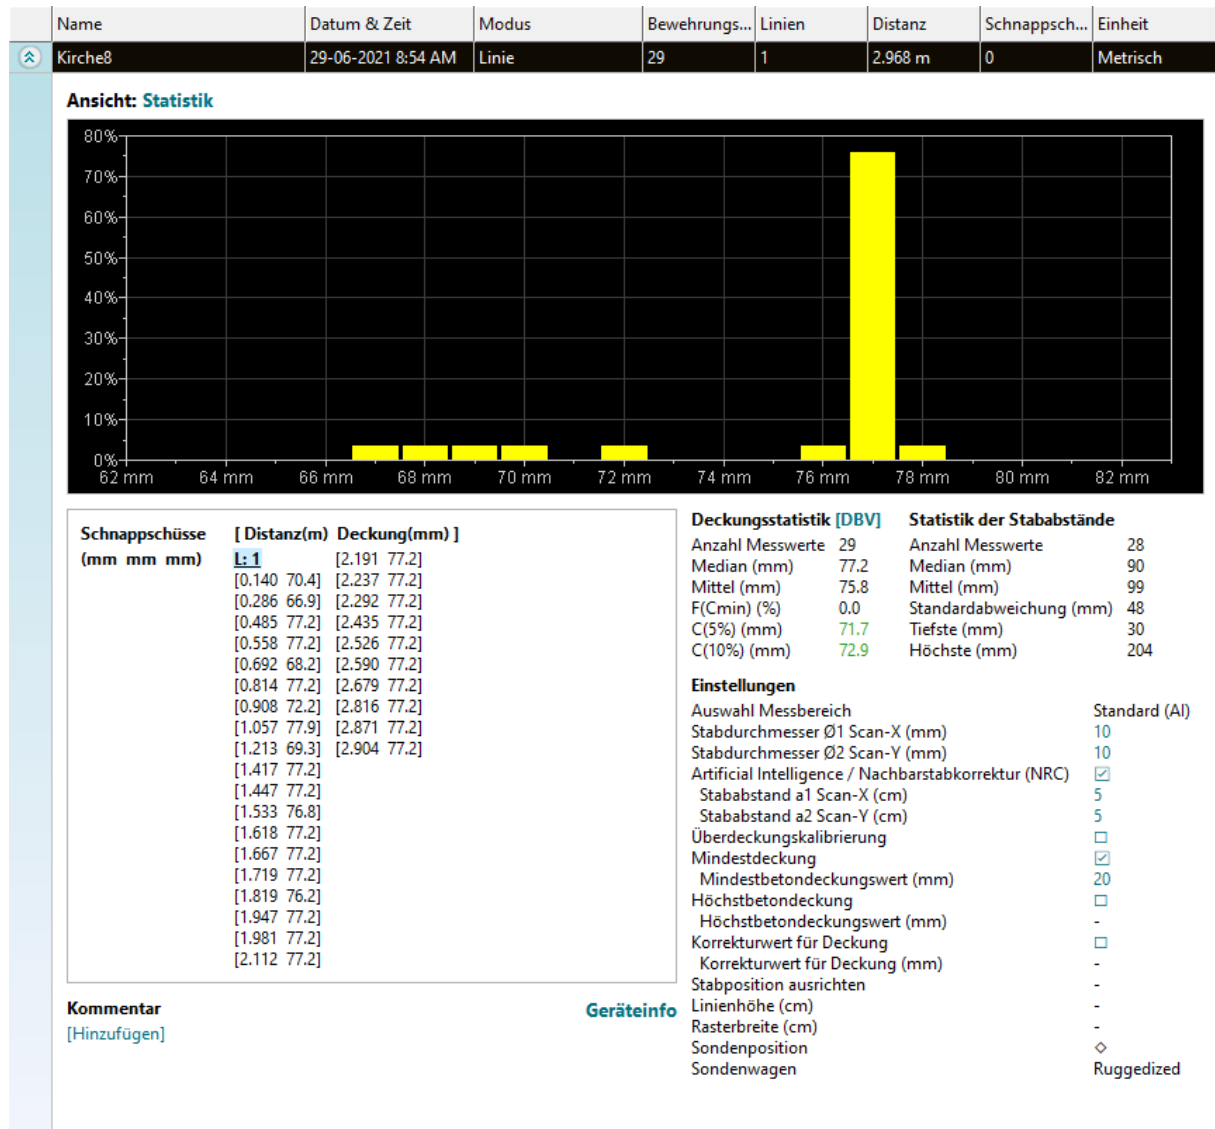 Name Datum & Zeit Modus Bewehrungs... Linien Distanz Schnappsch... Einheit
Kirche8 29-06-2021 8:54 AM Linie 29 1 2.968 m 0 Metrisch
Ansicht: Statistik
80%
70%
60%
50%
40%
30%
20%
10%
0%
62 mm 64 mm 66 mm 68 mm 70 mm 72 mm 74 mm 76 mm 78 mm 80 mm 82 mm
Schnappschüsse [ Distanz(m) Deckung(mm) ]
(mm mm mm) L: 1 [2.191 77.2]
[0.140 70.4] [2.237 77.2]
[0.286 66.9] [2.292 77.2]
[0.485 77.2] [2.435 77.2]
[0.558 77.2] [2.526 77.2]
[0.692 68.2] [2.590 77.2]
[0.814 77.2] [2.679 77.2]
[0.908 72.2] [2.816 77.2]
[1.057 77.9] [2.871 77.2]
[1.213 69.3] [2.904 77.2]
[1.417 77.2]
[1.447 77.2]
[1.533 76.8]
[1.618 77.2]
[1.667 77.2]
[1.719 77.2]
[1.819 76.2]
[1.947 77.2]
[1.981 77.2]
[2.112 77.2]
Kommentar Geräteinfo
[Hinzufügen]
Deckungsstatistik [DBV]
Anzahl Messwerte 29
Median (mm) 77.2
Mittel (mm) 75.8
F(Cmin) (%) 0.0
C(5%) (mm) 71.7
C(10%) (mm) 72.9
Statistik der Stababstände
Anzahl Messwerte 28
Median (mm) 90
Mittel (mm) 99
Standardabweichung (mm) 48
Tiefste (mm) 30
Höchste (mm) 204
Einstellungen
Auswahl Messbereich Standard (AI)
Stabdurchmesser Ø1 Scan-X (mm) 10
Stabdurchmesser Ø2 Scan-Y (mm) 10
Artificial Intelligence / Nachbarstabkorrektur (NRC) ☑
Stababstand a1 Scan-X (cm) 5
Stababstand a2 Scan-Y (cm) 5
Überdeckungskalibrierung ☐
Mindestdeckung ☑
Mindestbetondeckungswert (mm) 20
Höchstbetondeckung ☐
Höchstbetondeckungswert (mm) -
Korrekturwert für Deckung ☐
Korrekturwert für Deckung (mm) -
Stabposition ausrichten -
Linienhöhe (cm) -
Rasterbreite (cm) -
Sondenposition ◇
Sondenwagen Ruggedized